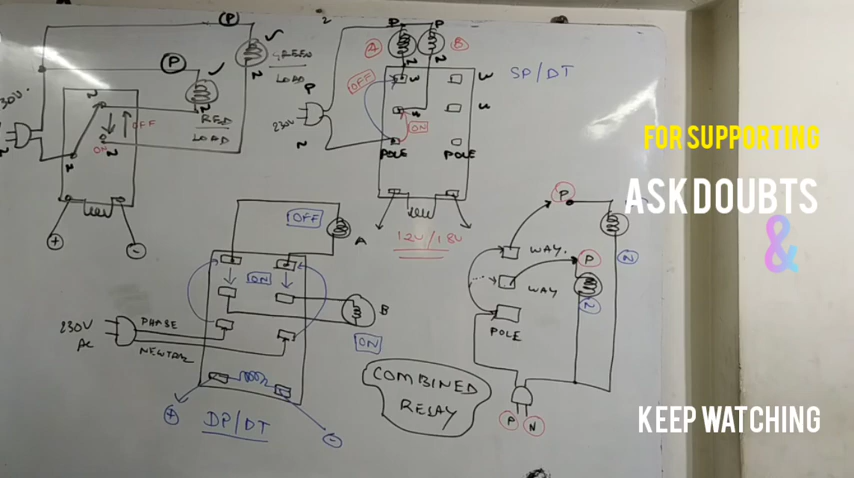 P
P
GREEN
LOAD
RED
LOAD
230V.
OFF
ON
+
-
P
P
A
B
SP/DT
OFF
ON
230V
POLE
POLE
12V/18V
OFF
A
ON
B
ON
230V
AC
PHASE
NEUTRAL
DP/DT
+
-
COMBINED
RELAY
P
WAY.
P
N
WAY
N
POLE
P N
FOR SUPPORTING
ASK DOUBTS
&
KEEP WATCHING